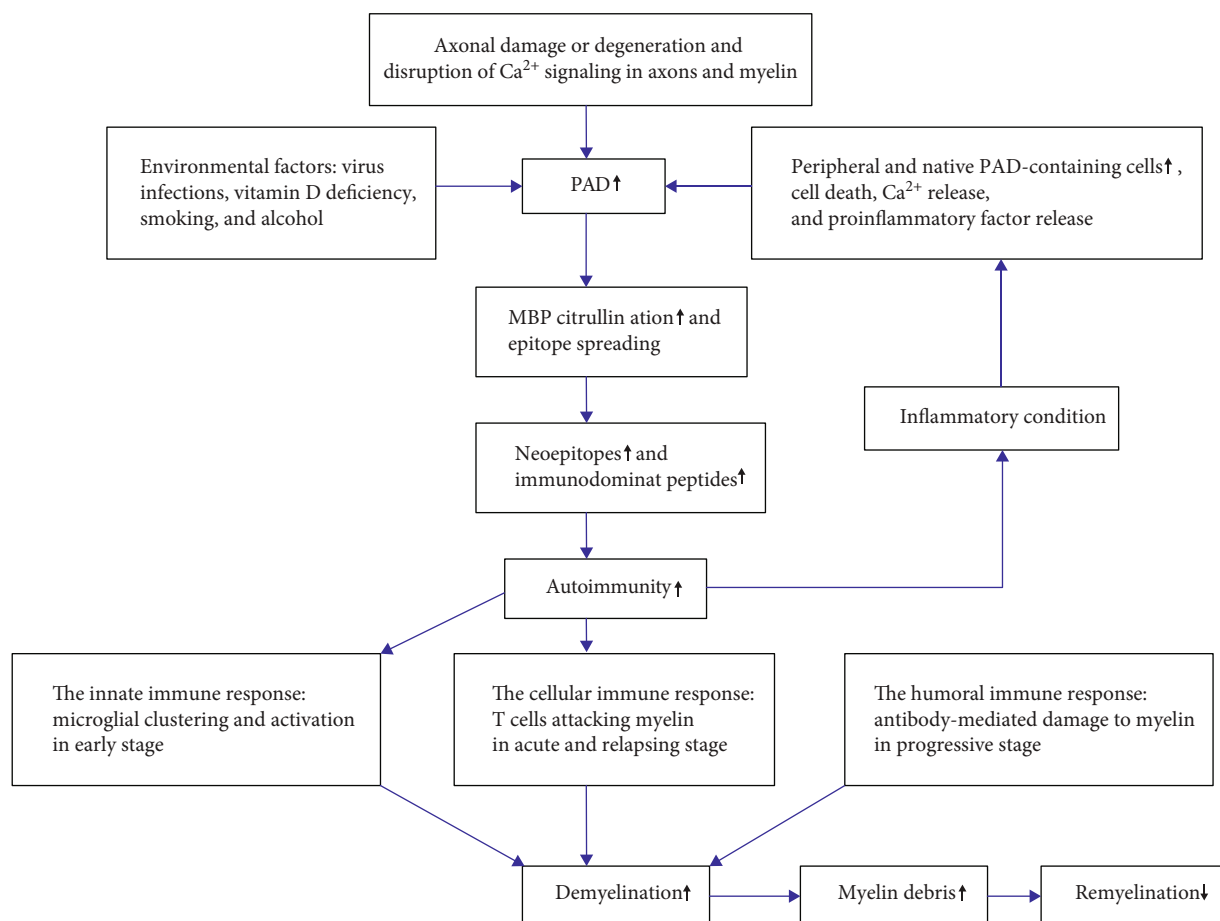 Axonal damage or degeneration and
disruption of Ca²⁺ signaling in axons and myelin
Environmental factors: virus
infections, vitamin D deficiency,
smoking, and alcohol
PAD↑
Peripheral and native PAD-containing cells↑,
cell death, Ca²⁺ release,
and proinflammatory factor release
MBP citrullin ation↑ and
epitope spreading
Inflammatory condition
Neoepitopes↑ and
immunodominat peptides↑
Autoimmunity↑
The innate immune response:
microglial clustering and activation
in early stage
The cellular immune response:
T cells attacking myelin
in acute and relapsing stage
The humoral immune response:
antibody-mediated damage to myelin
in progressive stage
Demyelination↑
Myelin debris↑
Remyelination↓